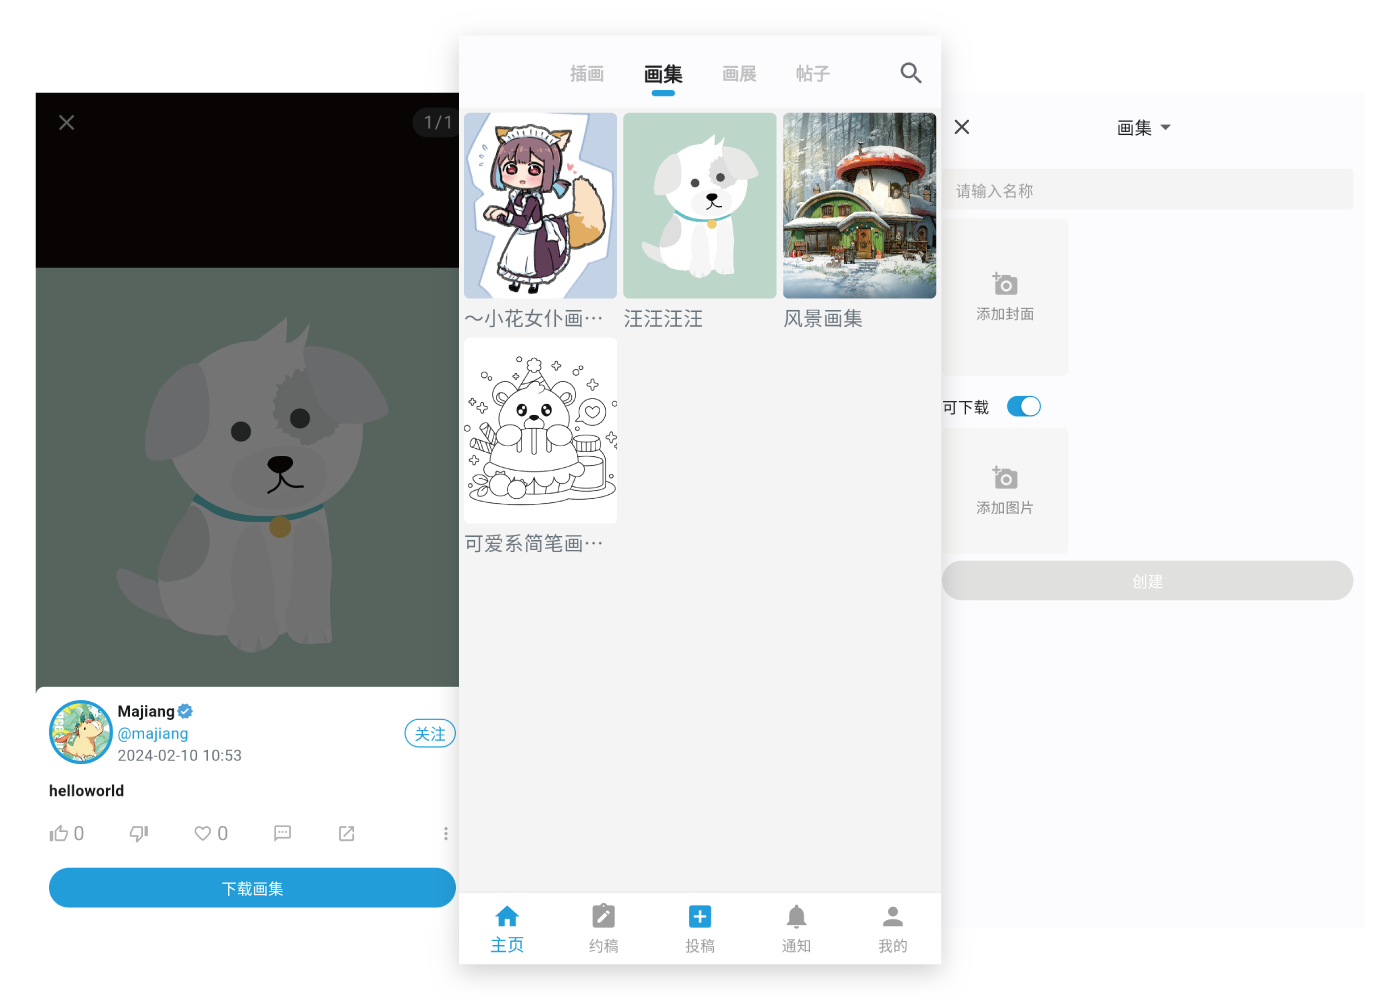 1/1
Majiang
@majiang
2024-02-10 10:53
关注
helloworld
0
0
下载画集
插画
画集
画展
帖子
～小花女仆画…
汪汪汪汪
风景画集
可爱系简笔画…
主页
约稿
投稿
通知
我的
画集
请输入名称
添加封面
可下载
添加图片
创建